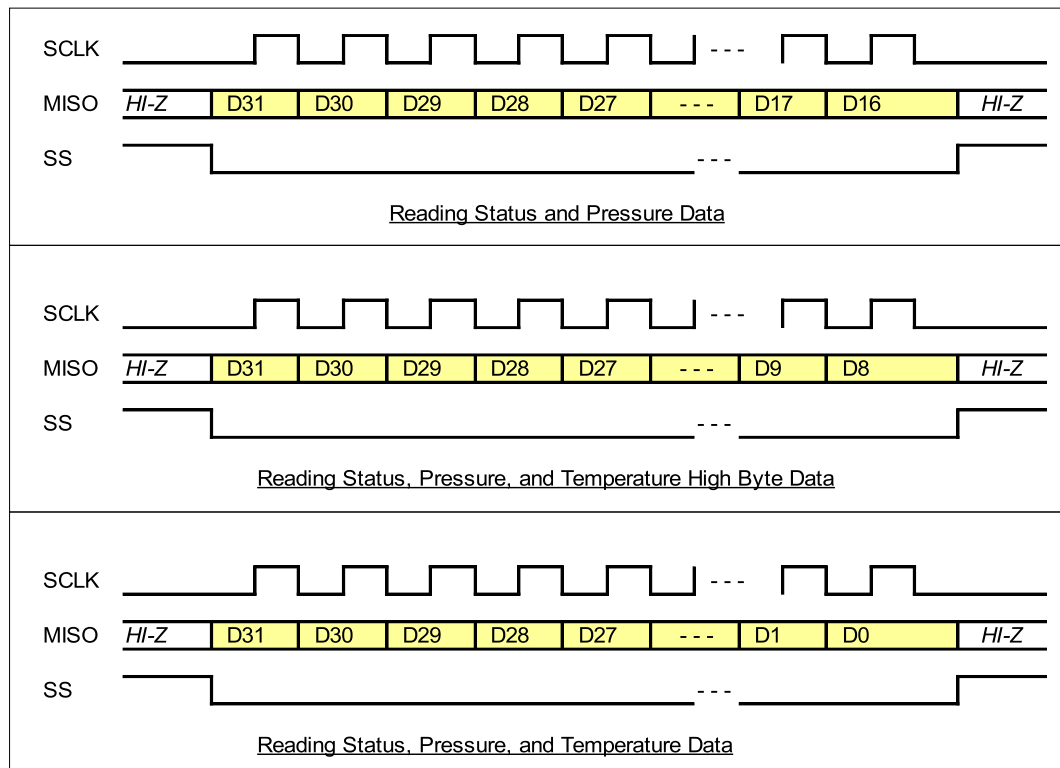 SCLK - - -
MISO HI-Z D31 D30 D29 D28 D27 - - - D17 D16 HI-Z
SS - - -
Reading Status and Pressure Data
SCLK - - -
MISO HI-Z D31 D30 D29 D28 D27 - - - D9 D8 HI-Z
SS - - -
Reading Status, Pressure, and Temperature High Byte Data
SCLK - - -
MISO HI-Z D31 D30 D29 D28 D27 - - - D1 D0 HI-Z
SS - - -
Reading Status, Pressure, and Temperature Data